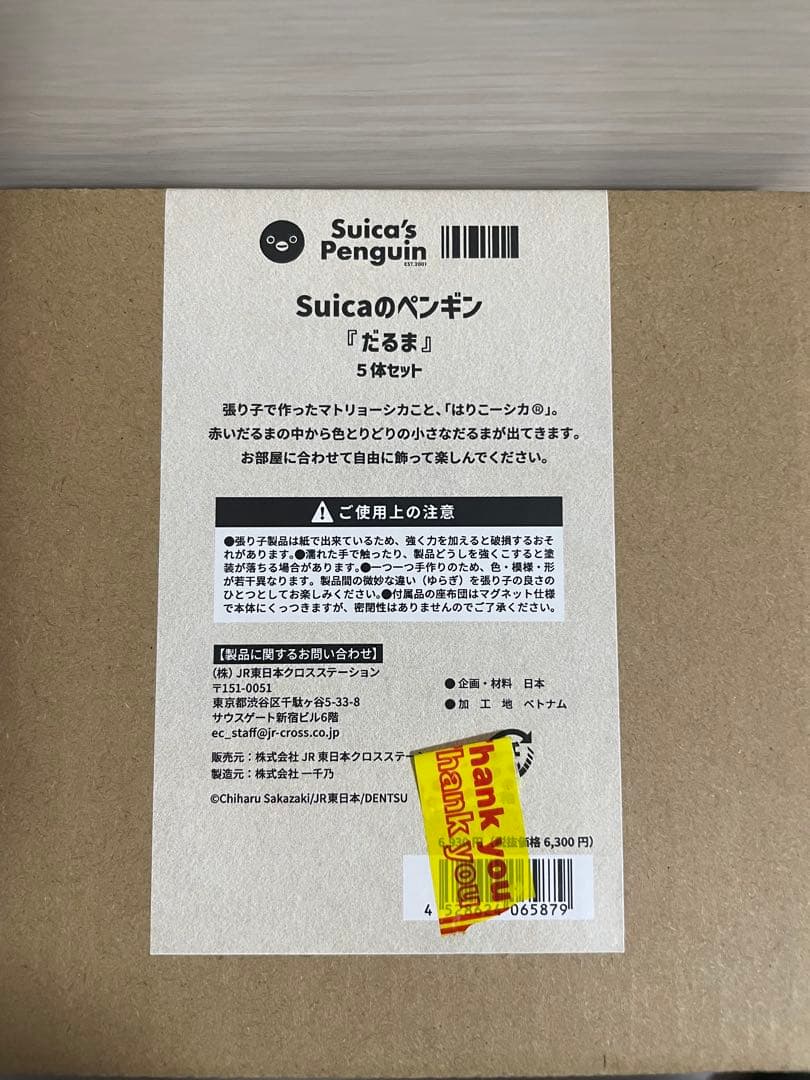 Suica's
Penguin
EST.2001
Suicaのペンギン
『だるま』
5体セット
張り子で作ったマトリョーシカこと、「はりこーシカ®」。
赤いだるまの中から色とりどりの小さなだるまが出てきます。
お部屋に合わせて自由に飾って楽しんでください。
ご使用上の注意
●張り子製品は紙で出来ているため、強く力を加えると破損するおそ
れがあります。●濡れた手で触ったり、製品どうしを強くこすると塗
装が落ちる場合があります。●一つ一つ手作りのため、色・模様・形
が若干異なります。製品間の微妙な違い（ゆらぎ）を張り子の良さの
ひとつとしてお楽しみください。●付属品の座布団はマグネット仕様
で本体にくっつきますが、密閉性はありませんのでご了承ください。
【製品に関するお問い合わせ】
（株）JR東日本クロスステーション
〒151-0051
東京都渋谷区千駄ヶ谷5-33-8
サウスゲート新宿ビル6階
ec_staff@jr-cross.co.jp
●企画・材料 日本
●加工地 ベトナム
販売元：株式会社 JR東日本クロスステー
製造元：株式会社 一千乃
©Chiharu Sakazaki/JR東日本/DENTSU
hank you
hank you
6,930円（税抜価格 6,300円）
4 528624 065879